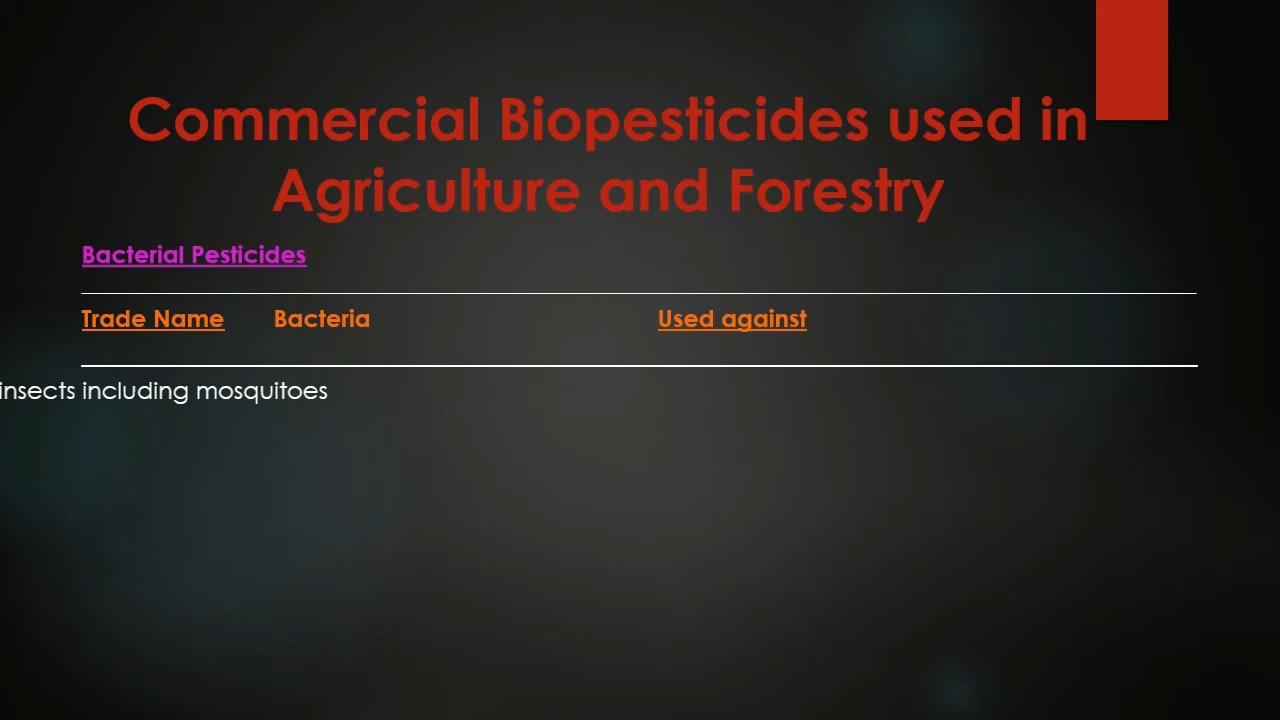 Commercial Biopesticides used in
Agriculture and Forestry
Bacterial Pesticides
Trade Name Bacteria Used against
insects including mosquitoes